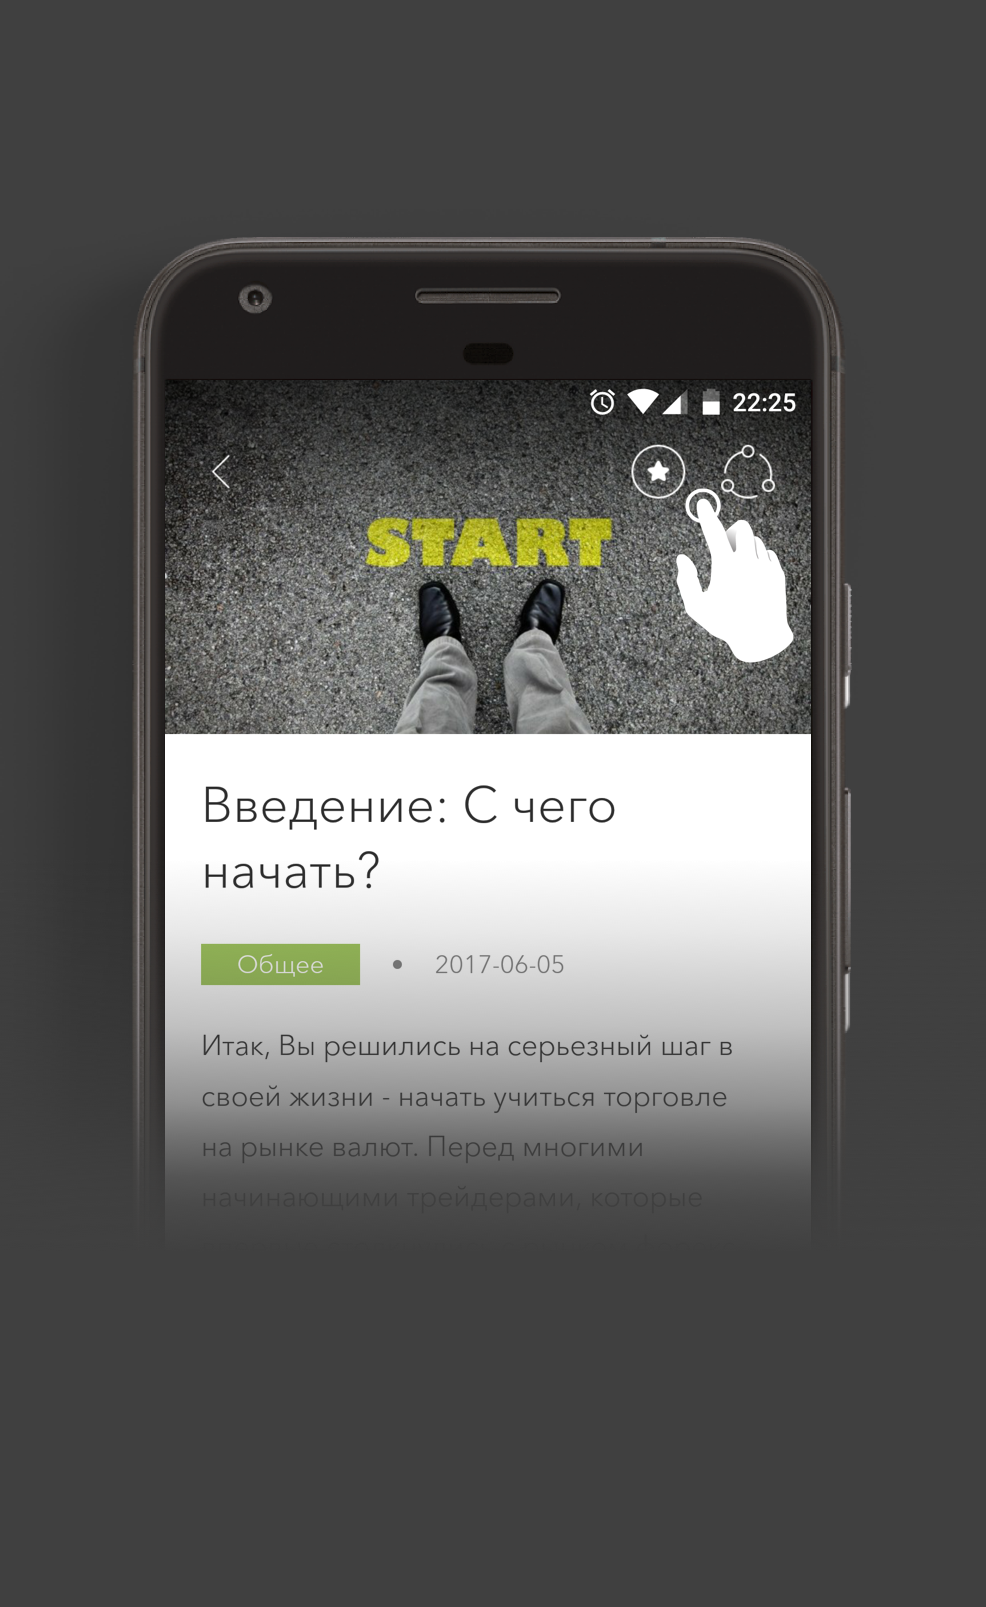 22:25
START
Введение: С чего
начать?
Общее • 2017-06-05
Итак, Вы решились на серьезный шаг в
своей жизни - начать учиться торговле
на рынке валют. Перед многими
начинающими трейдерами, которые